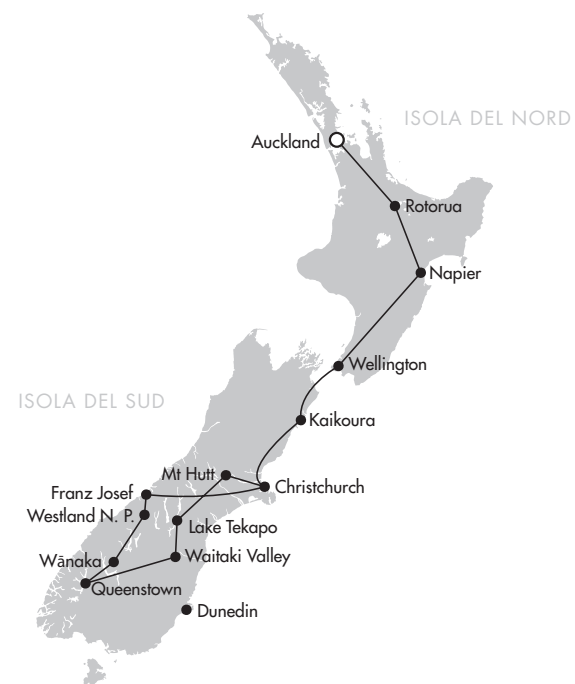 ISOLA DEL NORD
Auckland
Rotorua
Napier
Wellington
ISOLA DEL SUD
Kaikoura
Mt Hutt
Franz Josef
Christchurch
Westland N. P.
Lake Tekapo
Wānaka
Waitaki Valley
Queenstown
Dunedin